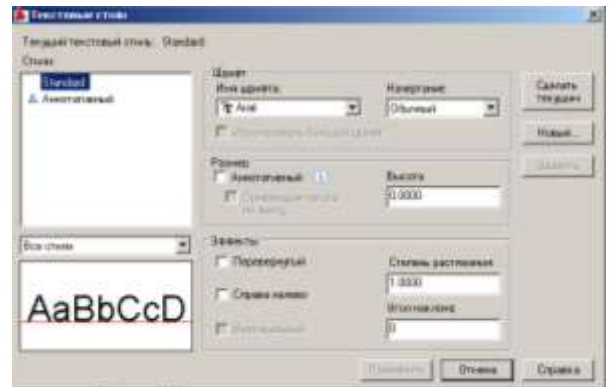 Текстовые стили
Текущий текстовый стиль: Standard
Стили
Standard
Аннотативный
Все стили
AaBbCcD
Шрифт
Имя шрифта:
Arial
Начертание:
Обычный
Размер
Аннотативный
Высота
0.0000
Эффекты
Перевернутый
Справа налево
Степень растяжения
1.0000
Угол наклона
0
Сделать
текущим
Новый...
Удалить
Применить
Отмена
Справка